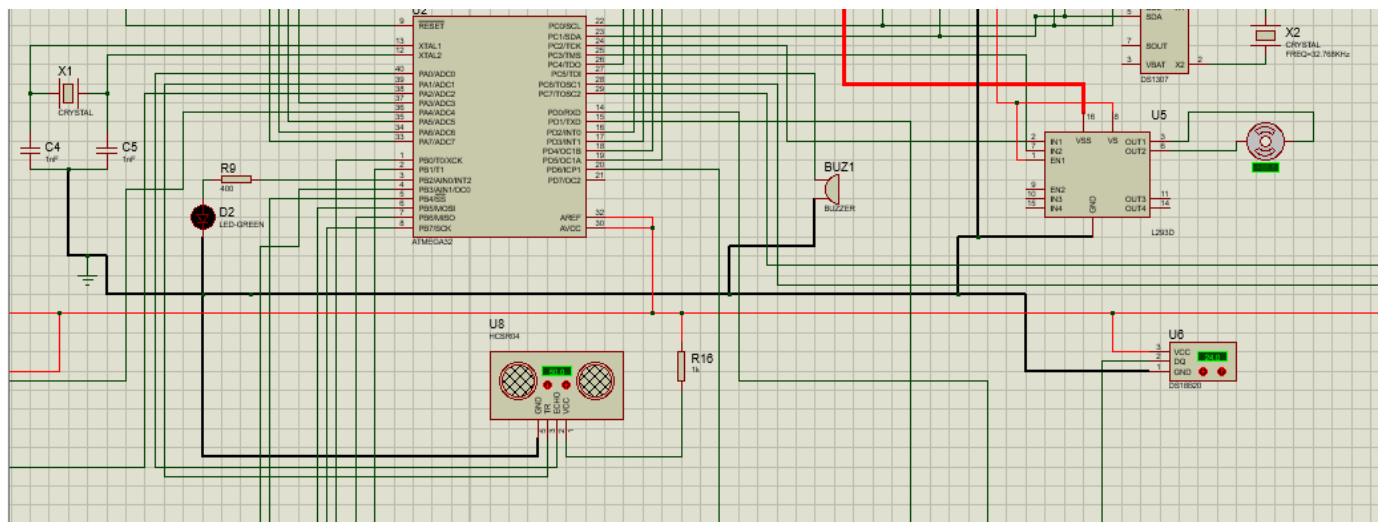 U2
9
RESET
13
XTAL1
12
XTAL2
40
PA0/ADC0
39
PA1/ADC1
38
PA2/ADC2
37
PA3/ADC3
36
PA4/ADC4
35
PA5/ADC5
34
PA6/ADC6
33
PA7/ADC7
1
PB0/T0/XCK
2
PB1/T1
3
PB2/AIN0/INT2
4
PB3/AIN1/OC0
5
PB4/SS
6
PB5/MOSI
7
PB6/MISO
8
PB7/SCK
PC0/SCL
22
PC1/SDA
23
PC2/TCK
24
PC3/TMS
25
PC4/TDO
26
PC5/TDI
27
PC6/TOSC1
28
PC7/TOSC2
29
PD0/RXD
14
PD1/TXD
15
PD2/INT0
16
PD3/INT1
17
PD4/OC1B
18
PD5/OC1A
19
PD6/ICP1
20
PD7/OC2
21
AREF
32
AVCC
30
ATMEGA32
X1
CRYSTAL
C4
1nF
C5
1nF
R9
400
D2
LED-GREEN
BUZ1
BUZZER
5
SDA
7
SOUT
3
VBAT
X2
2
DS1307
X2
CRYSTAL
FREQ=32.768KHz
U5
16
8
VSS
VS
2
IN1
7
IN2
1
EN1
9
EN2
10
IN3
15
IN4
OUT1
3
OUT2
6
OUT3
11
OUT4
14
GND
L293D
U8
HCSR04
GND
TR
ECHO
VCC
4
3
2
1
R16
1k
U6
3
VCC
2
DQ
1
GND
DS18B20